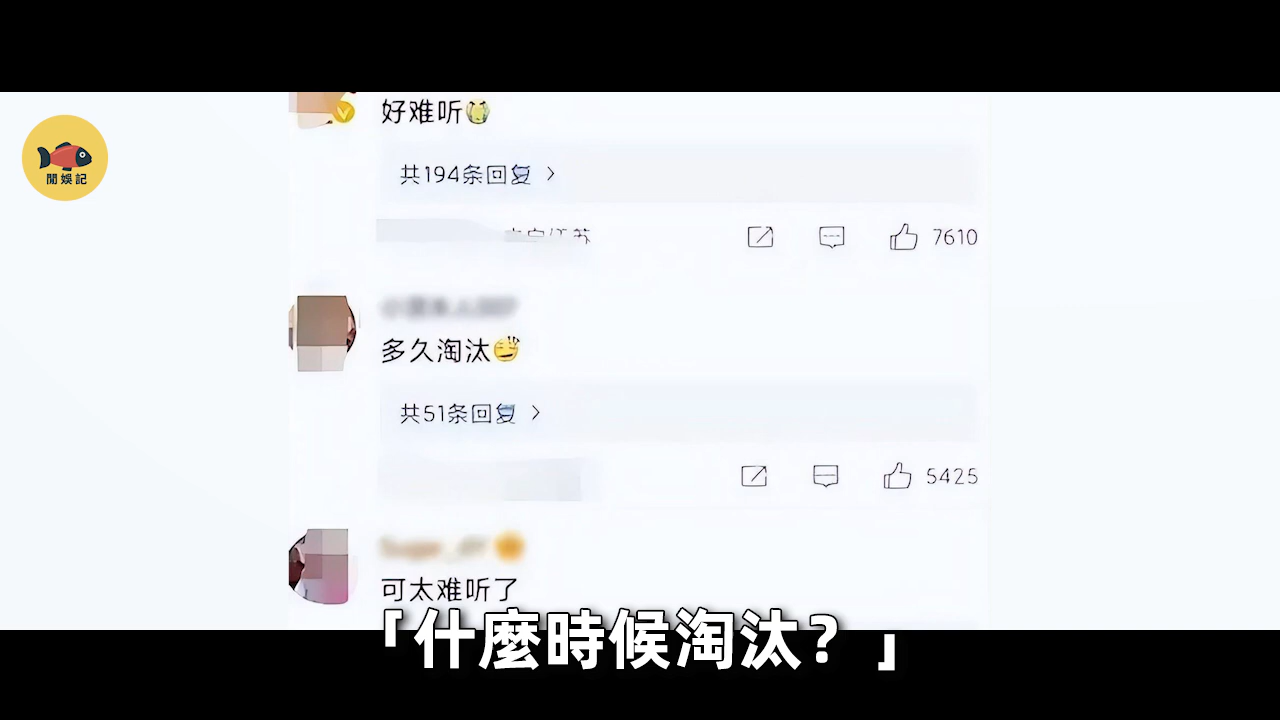 好难听
閒娛記
共194条回复 >
7610
多久淘汰
共51条回复 >
5425
可太难听了
「什麼時候淘汰？」